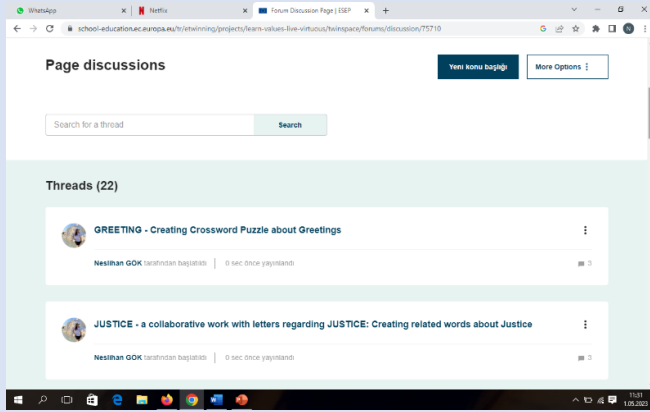 WhatsApp
Netflix
Forum Discussion Page | ESEP
school-education.ec.europa.eu/tr/etwinning/projects/learn-values-live-virtuous/twinspace/forums/discussion/75710
Page discussions
Yeni konu başlığı
More Options
Search for a thread
Search
Threads (22)
GREETING - Creating Crossword Puzzle about Greetings
Neslihan GÖK tarafından başlatıldı
0 sec önce yayınlandı
3
JUSTICE - a collaborative work with letters regarding JUSTICE: Creating related words about Justice
Neslihan GÖK tarafından başlatıldı
0 sec önce yayınlandı
3
11:31
1.05.2023